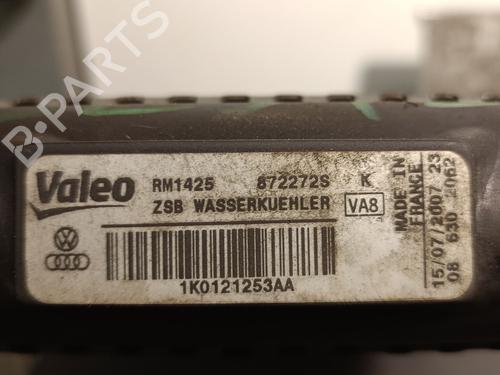 B-PARTS
Valeo
RM1425 872272S K
ZSB WASSERKUEHLER VA8
1K0121253AA
MADE IN
FRANCE
15/07/2007 23
08 630 2062